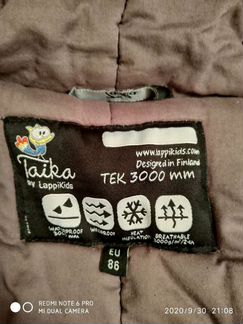 www.lappikids.com
Designed in Finland
Taika
by LappiKids
TEK 3000 mm
WATERPROOF
WINDPROOF
HEAT
INSULATION
BREATHABLE
EU
86
REDMI NOTE 6 PRO
MI DUAL CAMERA
2020/9/30 21:08